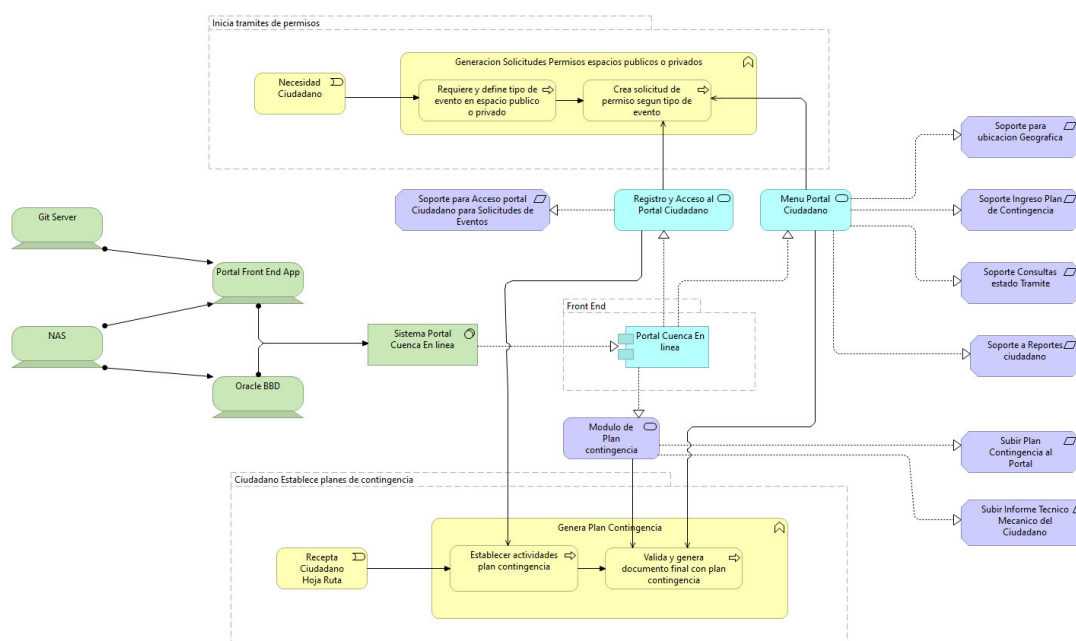 Inicia tramites de permisos
Generacion Solicitudes Permisos espacios publicos o privados
Necesidad
Ciudadano
Requiere y define tipo de
evento en espacio publico
o privado
Crea solicitud de
permiso segun tipo de
evento
Soporte para
ubicacion Geografica
Soporte para Acceso portal
Ciudadano para Solicitudes de
Eventos
Registro y Acceso al
Portal Ciudadano
Menu Portal
Ciudadano
Soporte Ingreso Plan
de Contingencia
Git Server
Portal Front End App
Soporte Consultas
estado Tramite
Front End
NAS
Sistema Portal
Cuenca En linea
Portal Cuenca En
linea
Soporte a Reportes
ciudadano
Oracle BBD
Modulo de
Plan
contingencia
Subir Plan
Contingencia al
Portal
Ciudadano Establece planes de contingencia
Subir Informe Tecnico
Mecanico del
Ciudadano
Genera Plan Contingencia
Recepta
Ciudadano
Hoja Ruta
Establecer actividades
plan contingencia
Valida y genera
documento final con plan
contingencia